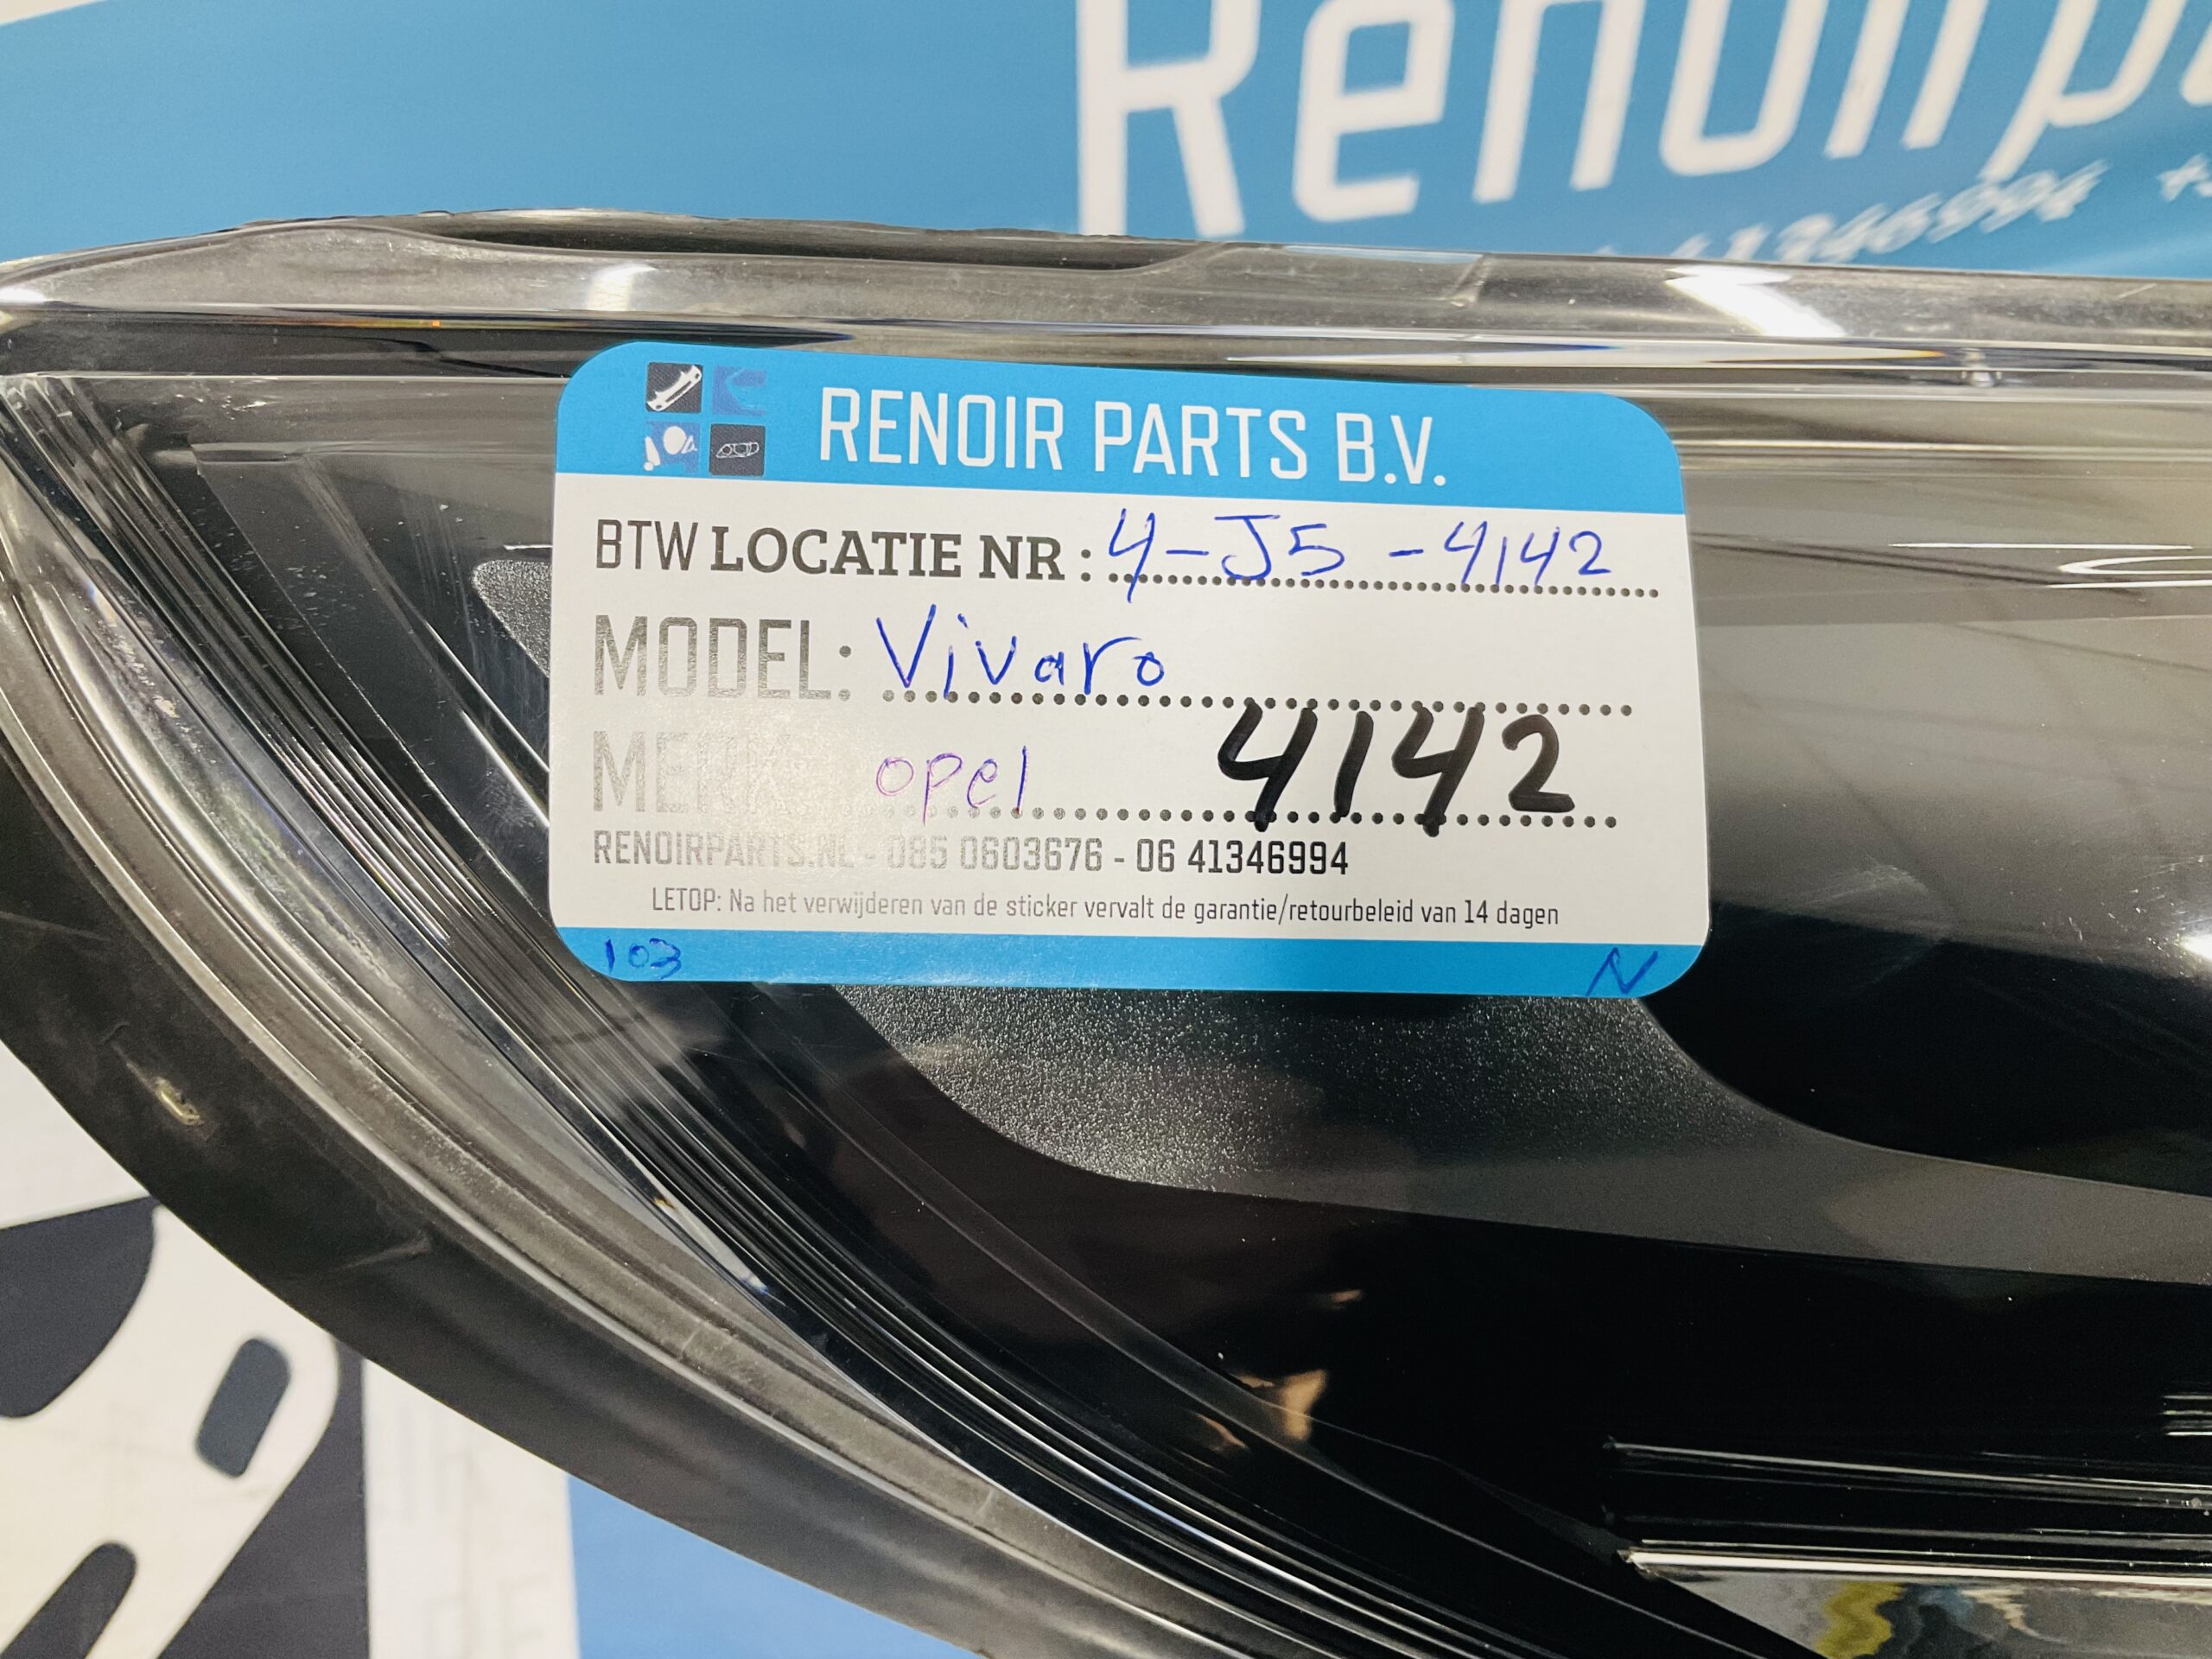 Renoirp
41346994
RENOIR PARTS B.V.
BTW LOCATIE NR : 4-J5-4142
MODEL: Vivaro
MERK: opel 4142
RENOIRPARTS.NL - 085 0603676 - 06 41346994
LETOP: Na het verwijderen van de sticker vervalt de garantie/retourbeleid van 14 dagen
103 N